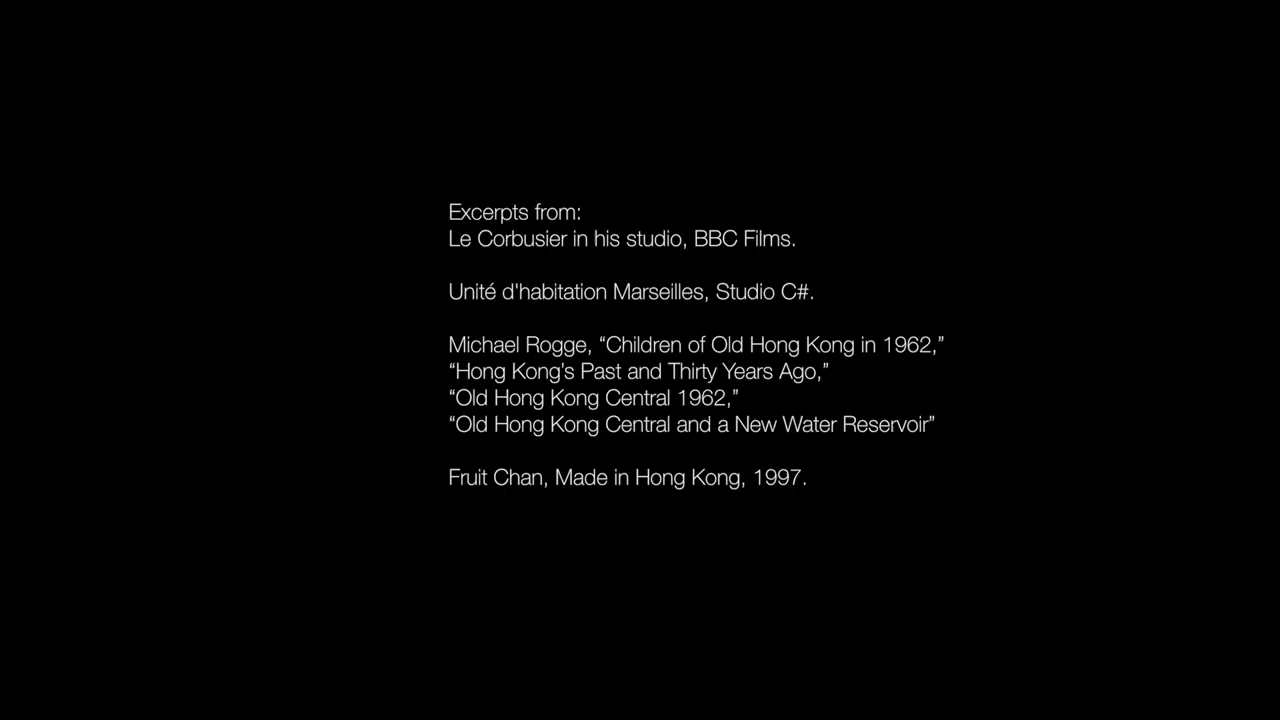 Excerpts from:
Le Corbusier in his studio, BBC Films.
Unité d'habitation Marseilles, Studio C#.
Michael Rogge, “Children of Old Hong Kong in 1962,”
“Hong Kong’s Past and Thirty Years Ago,”
“Old Hong Kong Central 1962,”
“Old Hong Kong Central and a New Water Reservoir”
Fruit Chan, Made in Hong Kong, 1997.